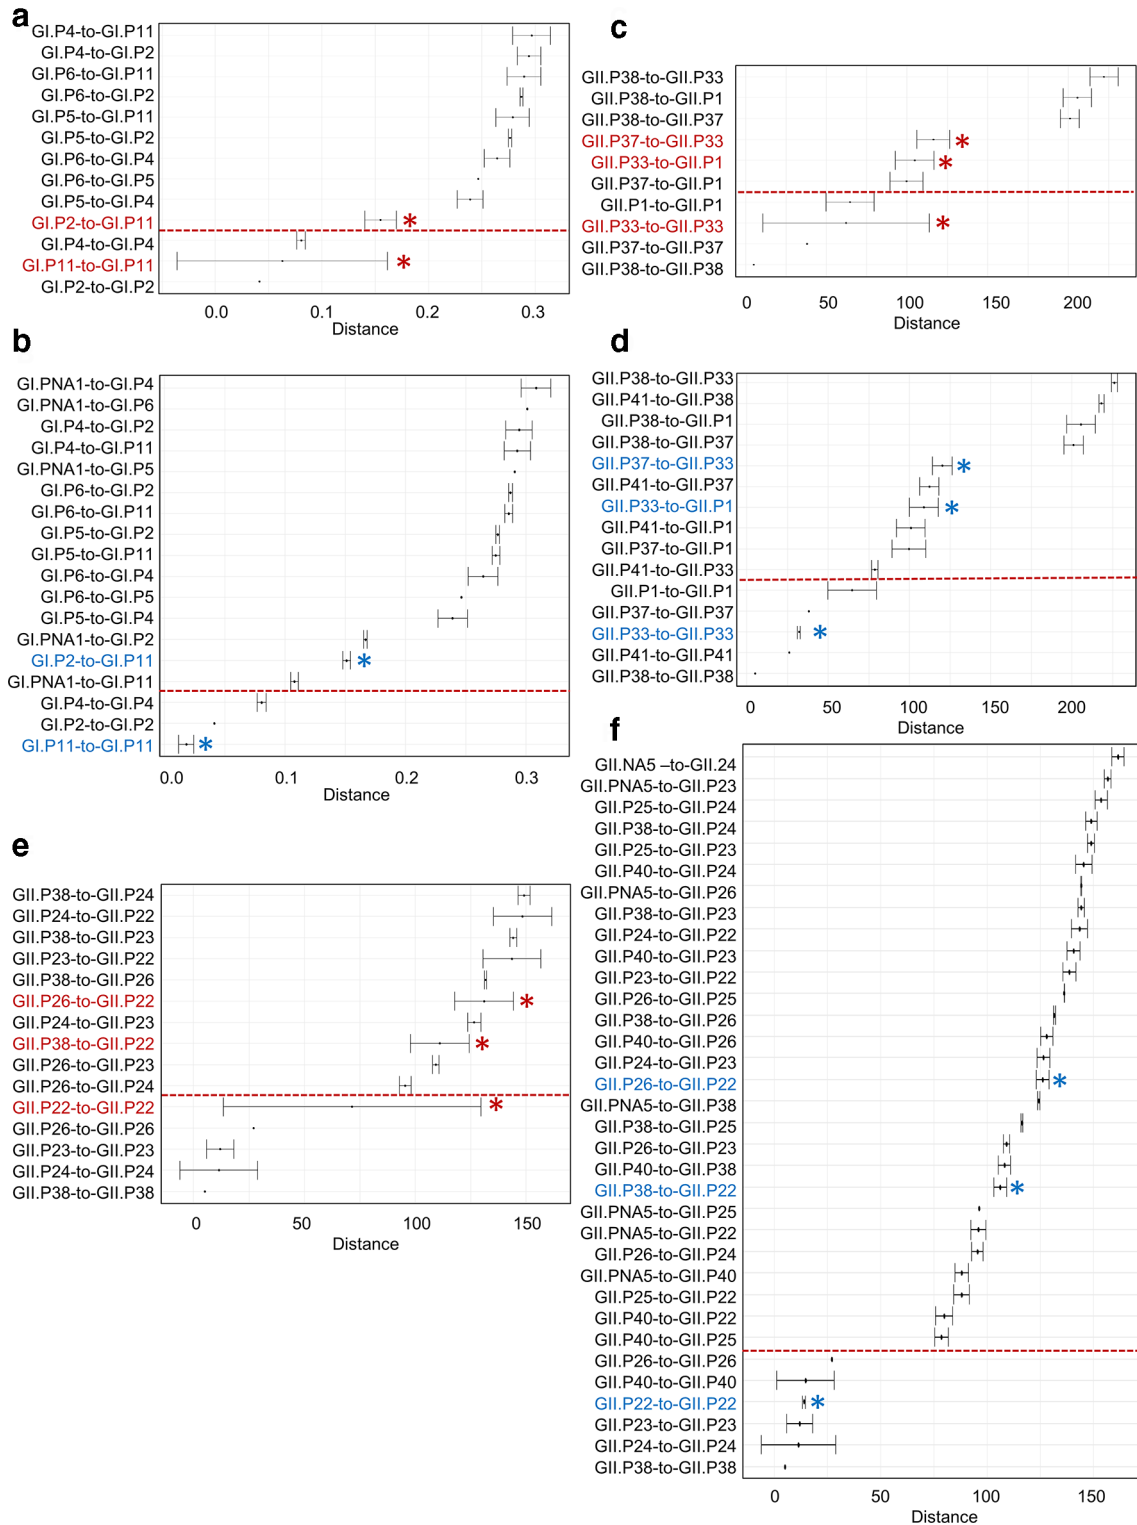 a
GI.P4-to-GI.P11
GI.P4-to-GI.P2
GI.P6-to-GI.P11
GI.P6-to-GI.P2
GI.P5-to-GI.P11
GI.P5-to-GI.P2
GI.P6-to-GI.P4
GI.P6-to-GI.P5
GI.P5-to-GI.P4
GI.P2-to-GI.P11 *
GI.P4-to-GI.P4
GI.P11-to-GI.P11 *
GI.P2-to-GI.P2
0.0 0.1 0.2 0.3
Distance
b
GI.PNA1-to-GI.P4
GI.PNA1-to-GI.P6
GI.P4-to-GI.P2
GI.P4-to-GI.P11
GI.PNA1-to-GI.P5
GI.P6-to-GI.P2
GI.P6-to-GI.P11
GI.P5-to-GI.P2
GI.P5-to-GI.P11
GI.P6-to-GI.P4
GI.P6-to-GI.P5
GI.P5-to-GI.P4
GI.PNA1-to-GI.P2
GI.P2-to-GI.P11 *
GI.PNA1-to-GI.P11
GI.P4-to-GI.P4
GI.P2-to-GI.P2
GI.P11-to-GI.P11 *
0.0 0.1 0.2 0.3
Distance
c
GII.P38-to-GII.P33
GII.P38-to-GII.P1
GII.P38-to-GII.P37
GII.P37-to-GII.P33 *
GII.P33-to-GII.P1 *
GII.P37-to-GII.P1
GII.P1-to-GII.P1
GII.P33-to-GII.P33 *
GII.P37-to-GII.P37
GII.P38-to-GII.P38
0 50 100 150 200
Distance
d
GII.P38-to-GII.P33
GII.P41-to-GII.P38
GII.P38-to-GII.P1
GII.P38-to-GII.P37
GII.P37-to-GII.P33 *
GII.P41-to-GII.P37
GII.P33-to-GII.P1 *
GII.P41-to-GII.P1
GII.P37-to-GII.P1
GII.P41-to-GII.P33
GII.P1-to-GII.P1
GII.P37-to-GII.P37
GII.P33-to-GII.P33 *
GII.P41-to-GII.P41
GII.P38-to-GII.P38
0 50 100 150 200
Distance
e
GII.P38-to-GII.P24
GII.P24-to-GII.P22
GII.P38-to-GII.P23
GII.P23-to-GII.P22
GII.P38-to-GII.P26
GII.P26-to-GII.P22 *
GII.P24-to-GII.P23
GII.P38-to-GII.P22 *
GII.P26-to-GII.P23
GII.P26-to-GII.P24
GII.P22-to-GII.P22 *
GII.P26-to-GII.P26
GII.P23-to-GII.P23
GII.P24-to-GII.P24
GII.P38-to-GII.P38
0 50 100 150
Distance
f
GII.NA5 –to-GII.24
GII.PNA5-to-GII.P23
GII.P25-to-GII.P24
GII.P38-to-GII.P24
GII.P25-to-GII.P23
GII.P40-to-GII.P24
GII.PNA5-to-GII.P26
GII.P38-to-GII.P23
GII.P24-to-GII.P22
GII.P40-to-GII.P23
GII.P23-to-GII.P22
GII.P26-to-GII.P25
GII.P38-to-GII.P26
GII.P40-to-GII.P26
GII.P24-to-GII.P23
GII.P26-to-GII.P22 *
GII.PNA5-to-GII.P38
GII.P38-to-GII.P25
GII.P26-to-GII.P23
GII.P40-to-GII.P38
GII.P38-to-GII.P22 *
GII.PNA5-to-GII.P25
GII.PNA5-to-GII.P22
GII.P26-to-GII.P24
GII.PNA5-to-GII.P40
GII.P25-to-GII.P22
GII.P40-to-GII.P22
GII.P40-to-GII.P25
GII.P26-to-GII.P26
GII.P40-to-GII.P40
GII.P22-to-GII.P22 *
GII.P23-to-GII.P23
GII.P24-to-GII.P24
GII.P38-to-GII.P38
0 50 100 150
Distance